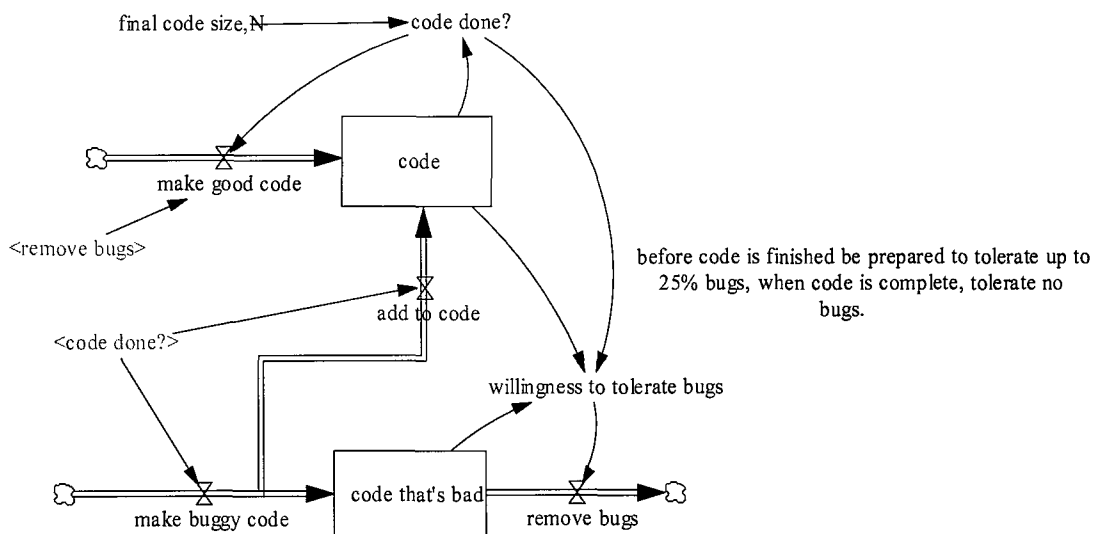 final code size,N
code done?
code
make good code
<remove bugs>
before code is finished be prepared to tolerate up to
25% bugs, when code is complete, tolerate no
bugs.
add to code
<code done?>
willingness to tolerate bugs
code that's bad
make buggy code
remove bugs